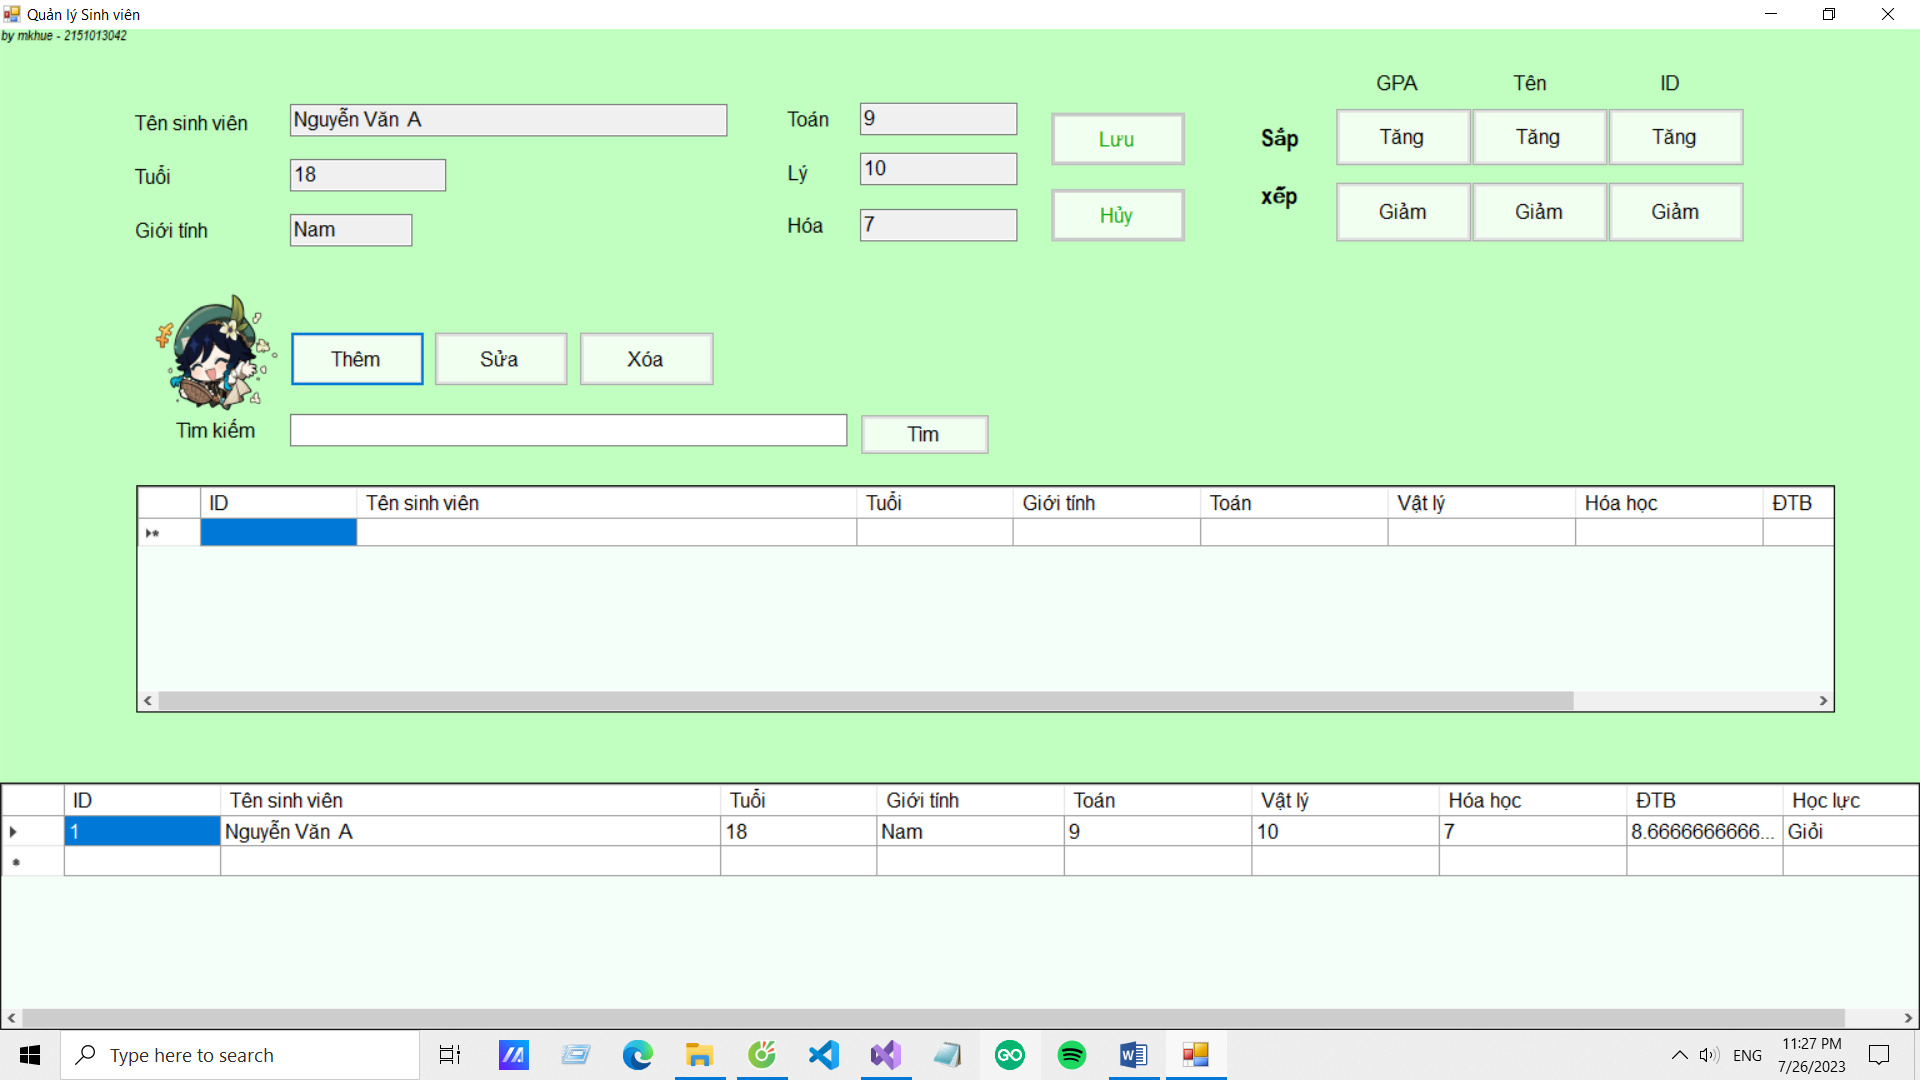 Quản lý Sinh viên
by mkhue - 2151013042
GPA Tên ID
Tên sinh viên Nguyễn Văn A Toán 9 Lưu Sắp Tăng Tăng Tăng
Tuổi 18 Lý 10
Giới tính Nam Hóa 7 Hủy xếp Giảm Giảm Giảm
Thêm Sửa Xóa
Tìm kiếm Tìm
ID Tên sinh viên Tuổi Giới tính Toán Vật lý Hóa học ĐTB
ID Tên sinh viên Tuổi Giới tính Toán Vật lý Hóa học ĐTB Học lực
1 Nguyễn Văn A 18 Nam 9 10 7 8.6666666666... Giỏi
Type here to search GO ENG 11:27 PM
7/26/2023